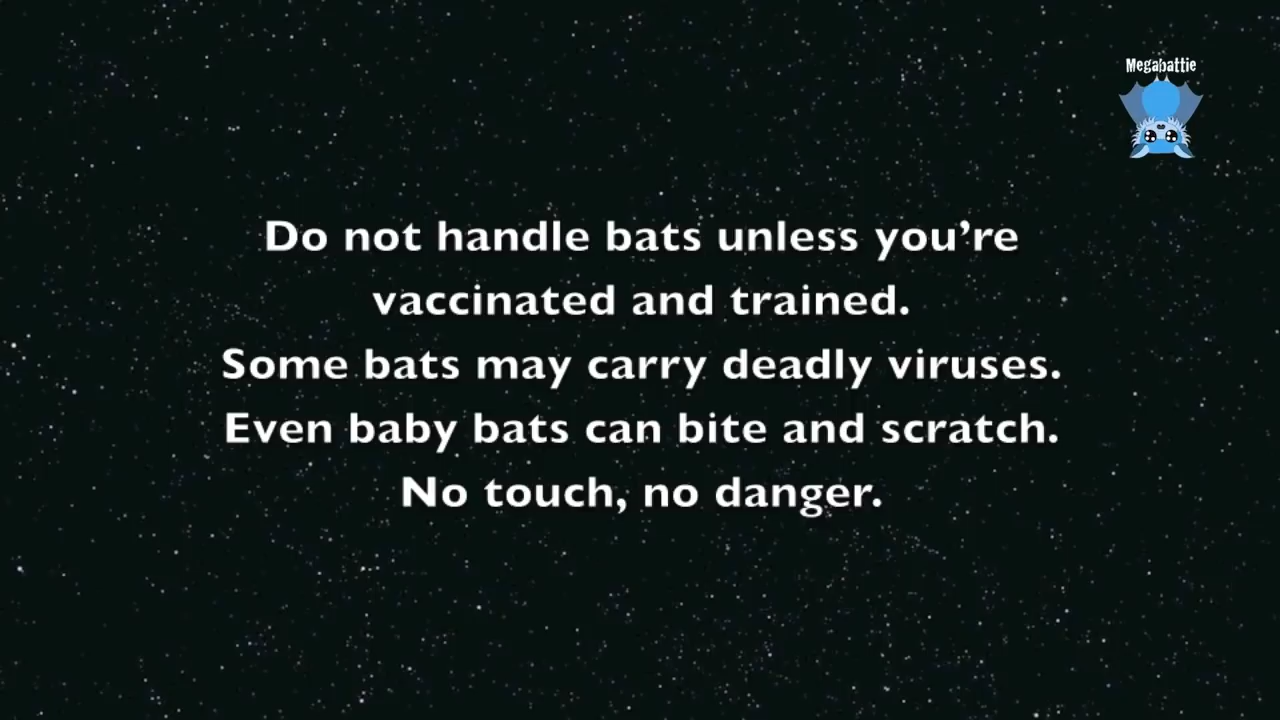 Megabattie
Do not handle bats unless you’re
vaccinated and trained.
Some bats may carry deadly viruses.
Even baby bats can bite and scratch.
No touch, no danger.